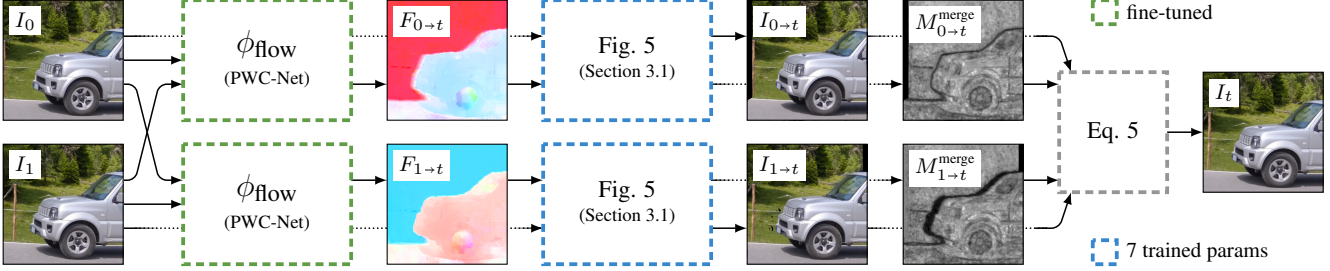 I₀
ϕflow
(PWC-Net)
F₀→t
Fig. 5
(Section 3.1)
I₀→t
M₀→t^merge
fine-tuned
Eq. 5
Iₜ
I₁
ϕflow
(PWC-Net)
F₁→t
Fig. 5
(Section 3.1)
I₁→t
M₁→t^merge
7 trained params